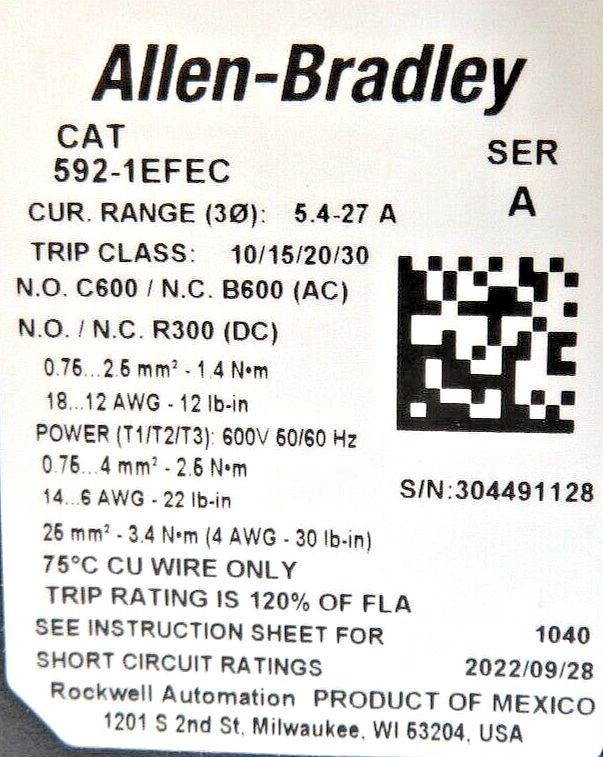 Allen-Bradley
CAT
592-1EFEC
SER
A
CUR. RANGE (3Ø): 5.4-27 A
TRIP CLASS: 10/15/20/30
N.O. C600 / N.C. B600 (AC)
N.O. / N.C. R300 (DC)
0.75...2.5 mm² - 1.4 N•m
18...12 AWG - 12 lb-in
POWER (T1/T2/T3): 600V 50/60 Hz
0.75...4 mm² - 2.5 N•m
14...6 AWG - 22 lb-in
S/N:304491128
25 mm² - 3.4 N•m (4 AWG - 30 lb-in)
75°C CU WIRE ONLY
TRIP RATING IS 120% OF FLA
SEE INSTRUCTION SHEET FOR 1040
SHORT CIRCUIT RATINGS 2022/09/28
Rockwell Automation PRODUCT OF MEXICO
1201 S 2nd St, Milwaukee, WI 53204, USA